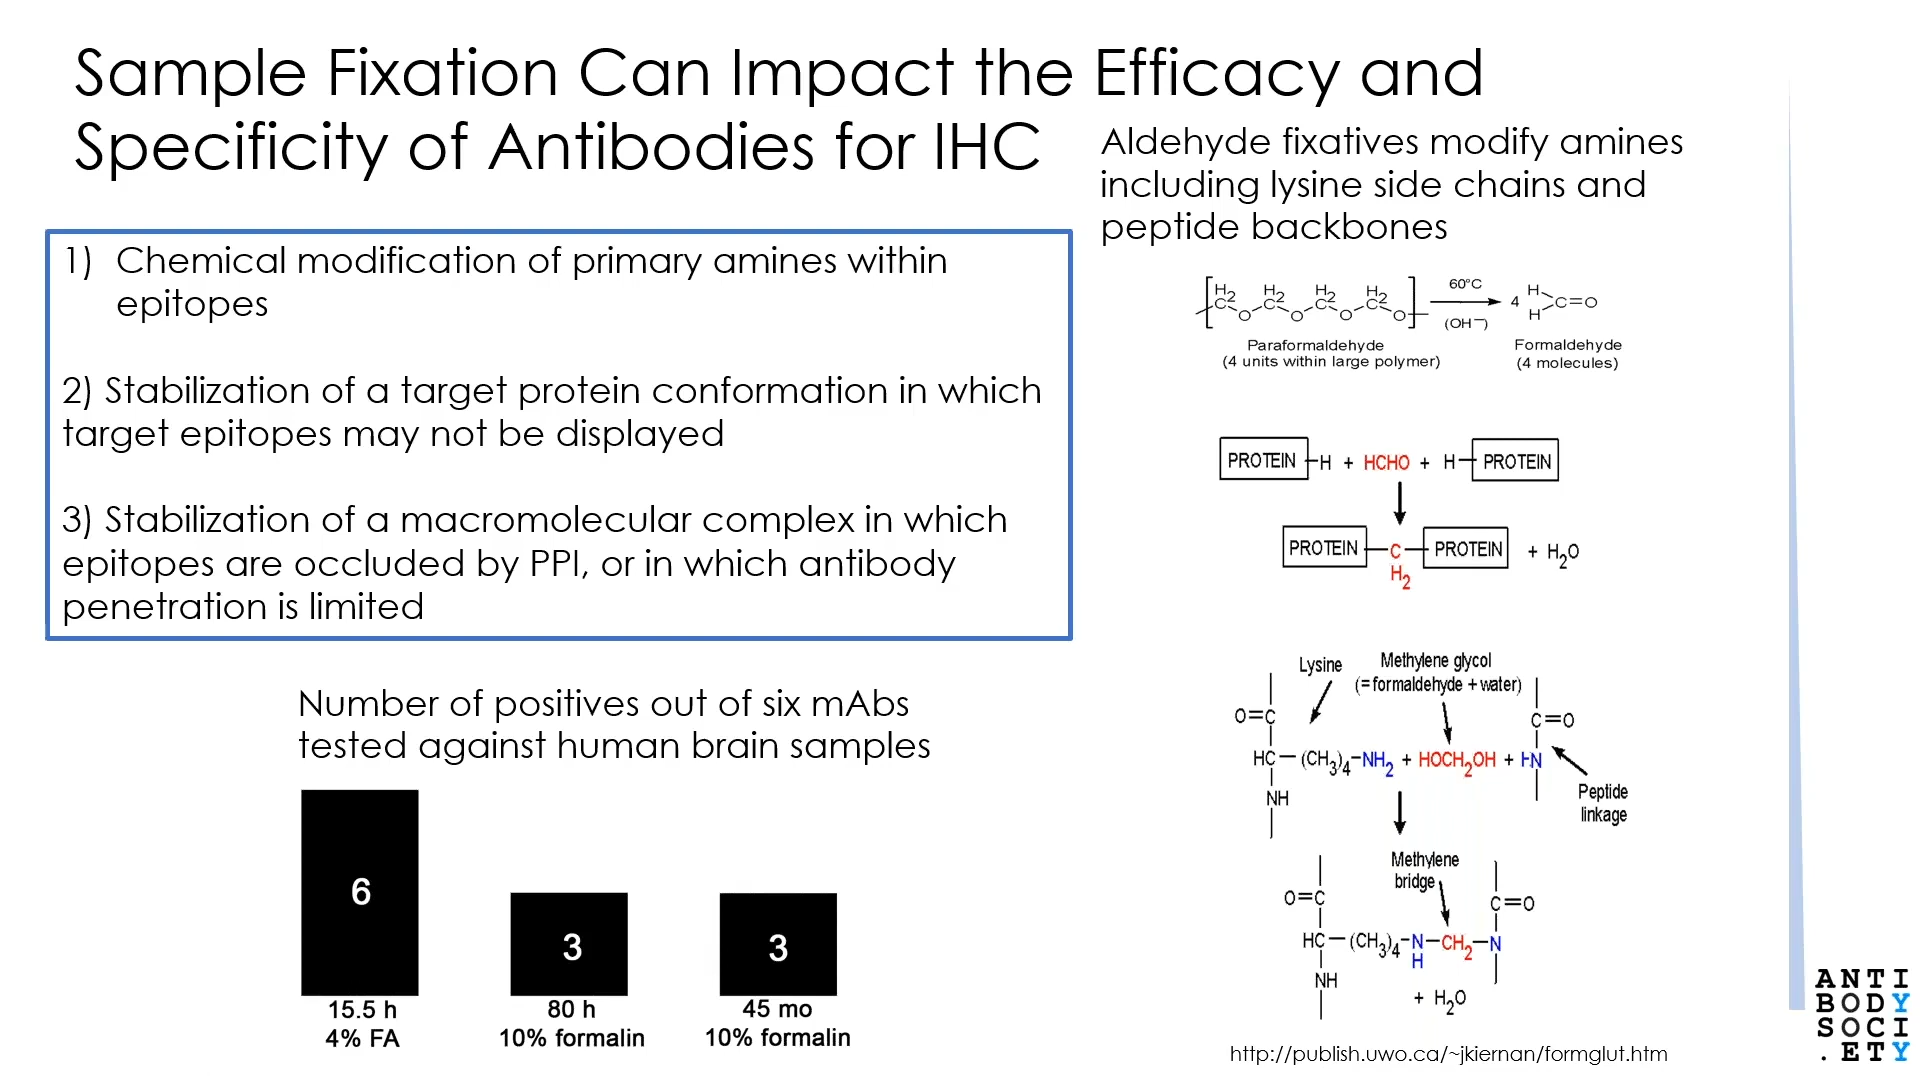 Sample Fixation Can Impact the Efficacy and
Specificity of Antibodies for IHC
Aldehyde fixatives modify amines
including lysine side chains and
peptide backbones
1) Chemical modification of primary amines within
epitopes
2) Stabilization of a target protein conformation in which
target epitopes may not be displayed
3) Stabilization of a macromolecular complex in which
epitopes are occluded by PPI, or in which antibody
penetration is limited
Number of positives out of six mAbs
tested against human brain samples
6
3
3
15.5 h
4% FA
80 h
10% formalin
45 mo
10% formalin
H2 H2 H2 H2
C O C O C O C O
60°C
(OH⁻)
4 H H C=O
Paraformaldehyde
(4 units within large polymer)
Formaldehyde
(4 molecules)
PROTEIN H + HCHO + H PROTEIN
PROTEIN C PROTEIN + H2O
H2
Lysine
Methylene glycol
(=formaldehyde + water)
O=C
C=O
HC—(CH3)4–NH2 + HOCH2OH + HN
NH
Peptide
linkage
Methylene
bridge
O=C
C=O
HC—(CH3)4–N—CH2—N
H
NH
+ H2O
http://publish.uwo.ca/~jkiernan/formglut.htm
ANTI
BODY
SOCI
.ETY